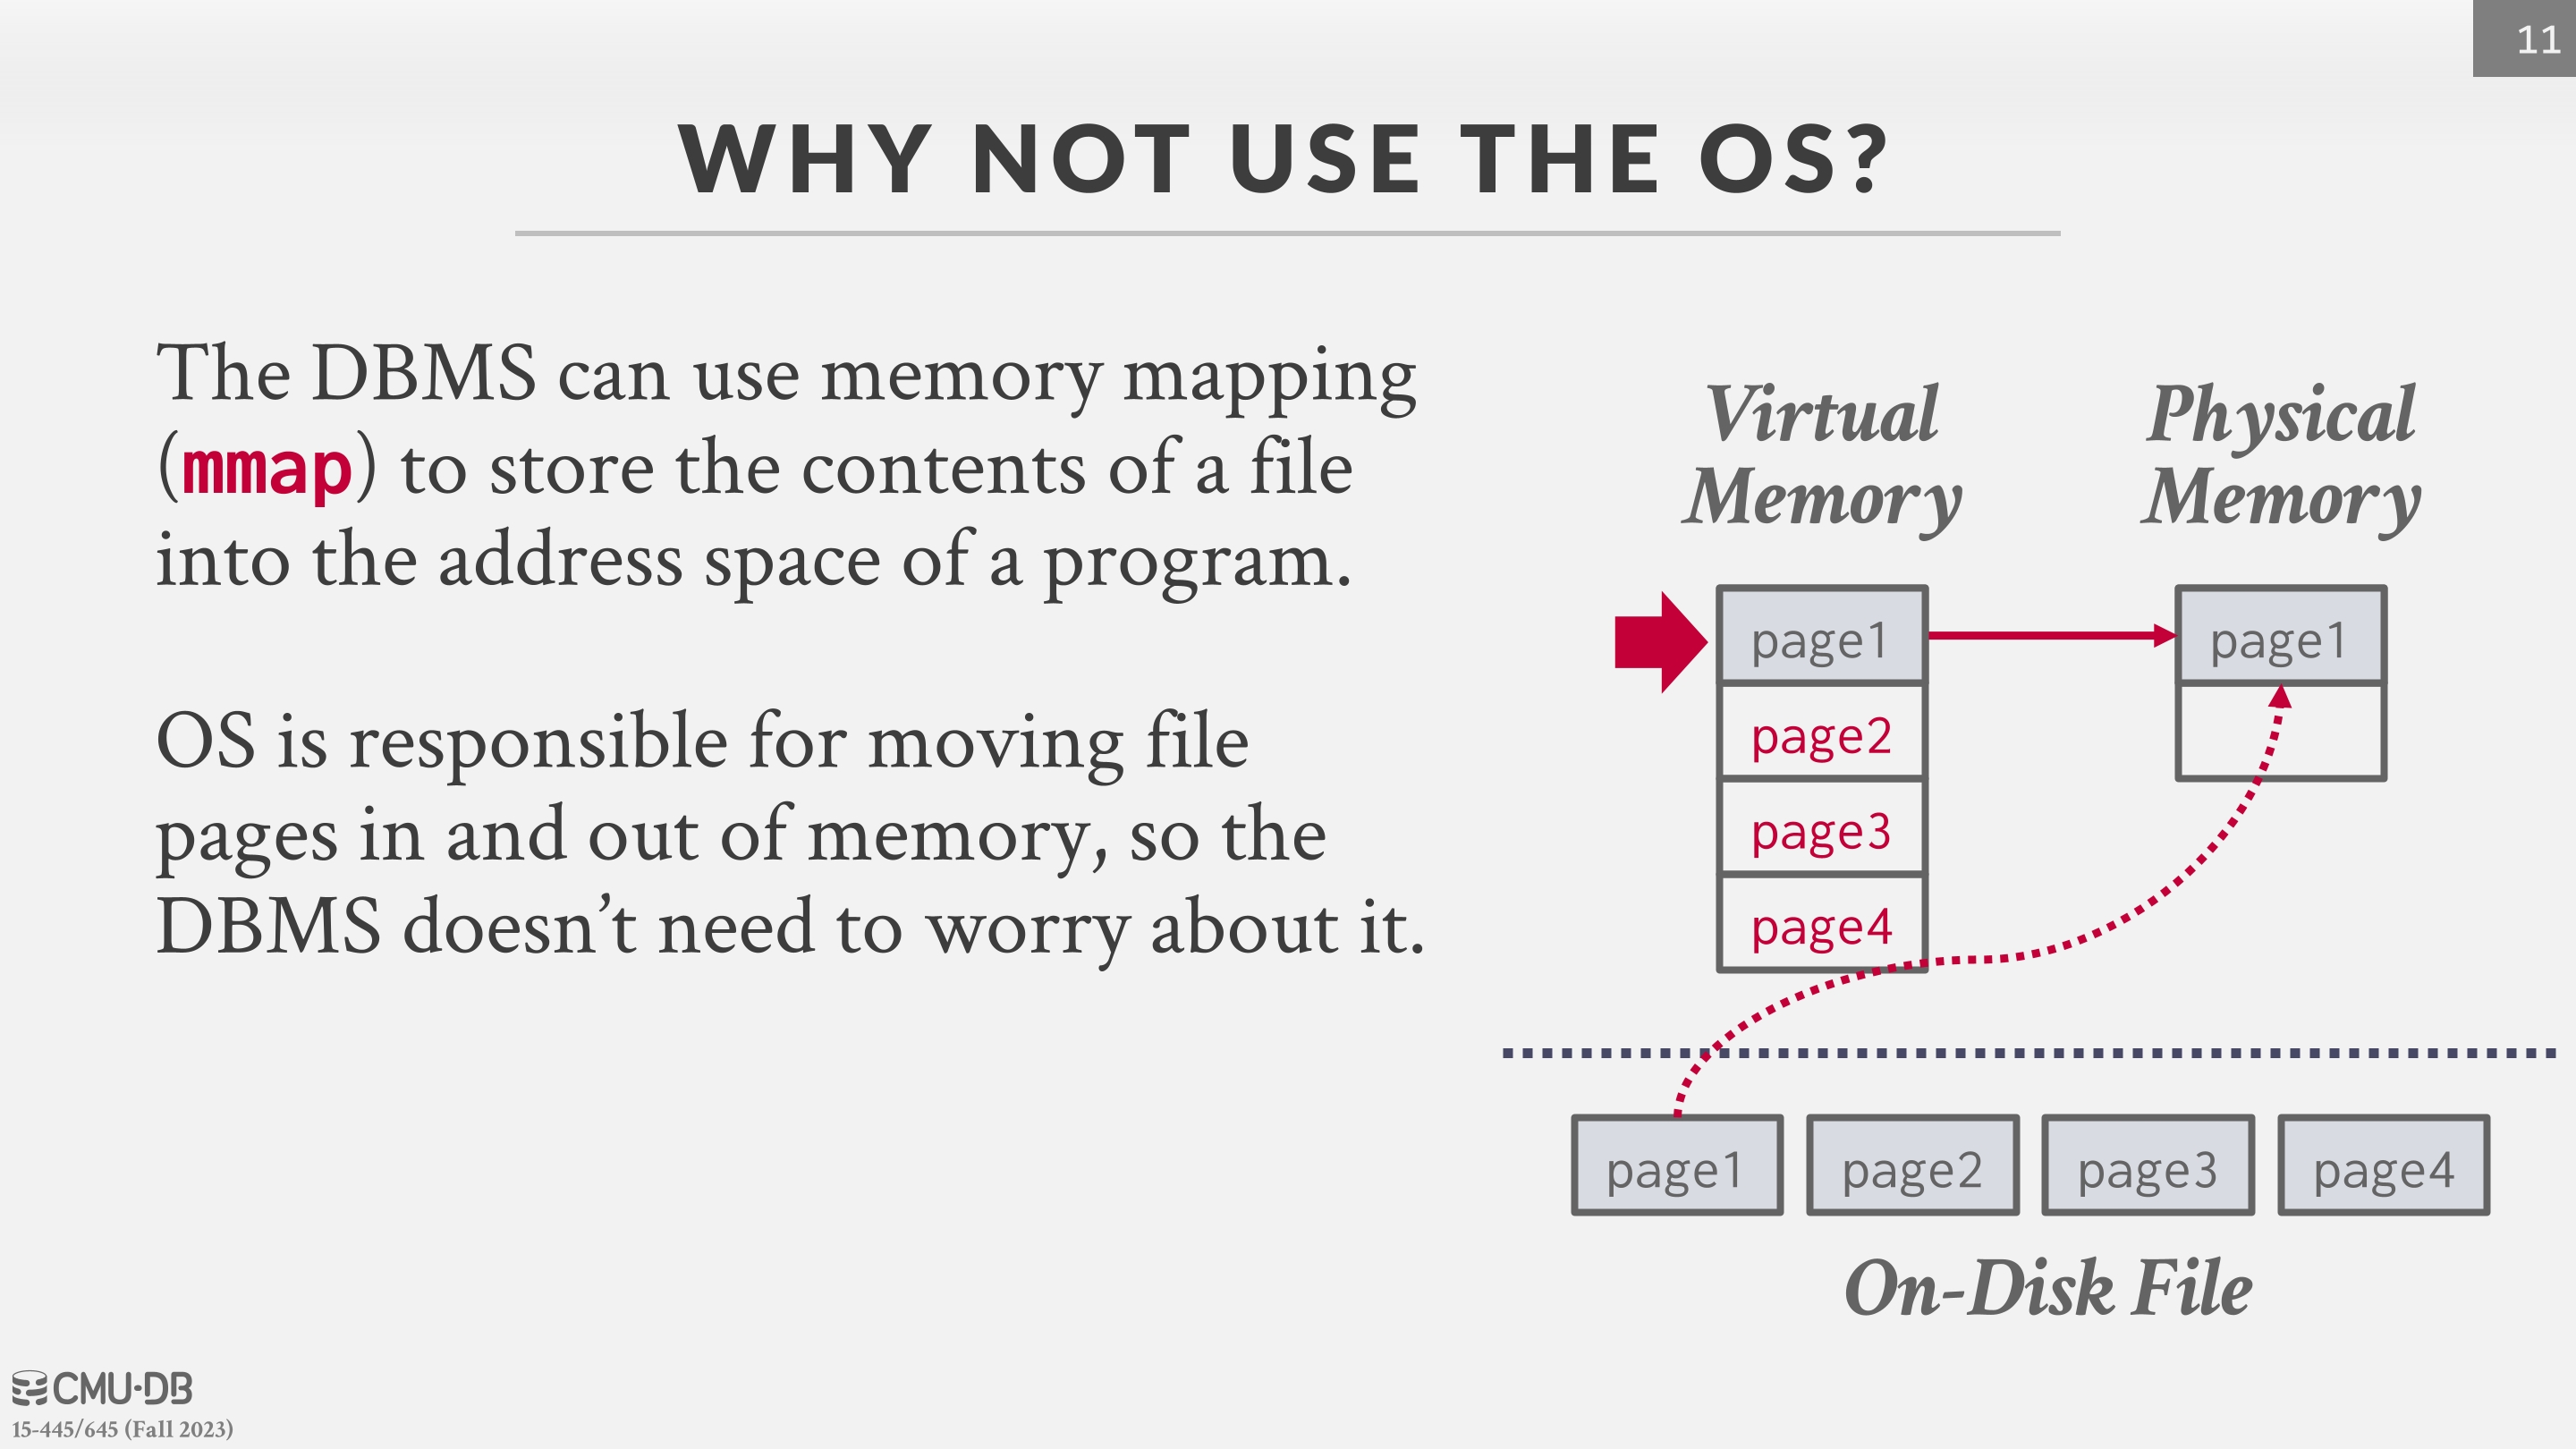 11
WHY NOT USE THE OS?
The DBMS can use memory mapping
(mmap) to store the contents of a file
into the address space of a program.
OS is responsible for moving file
pages in and out of memory, so the
DBMS doesn’t need to worry about it.
Virtual
Memory
page1
page2
page3
page4
Physical
Memory
page1
page1 page2 page3 page4
On-Disk File
CMU·DB
15-445/645 (Fall 2023)